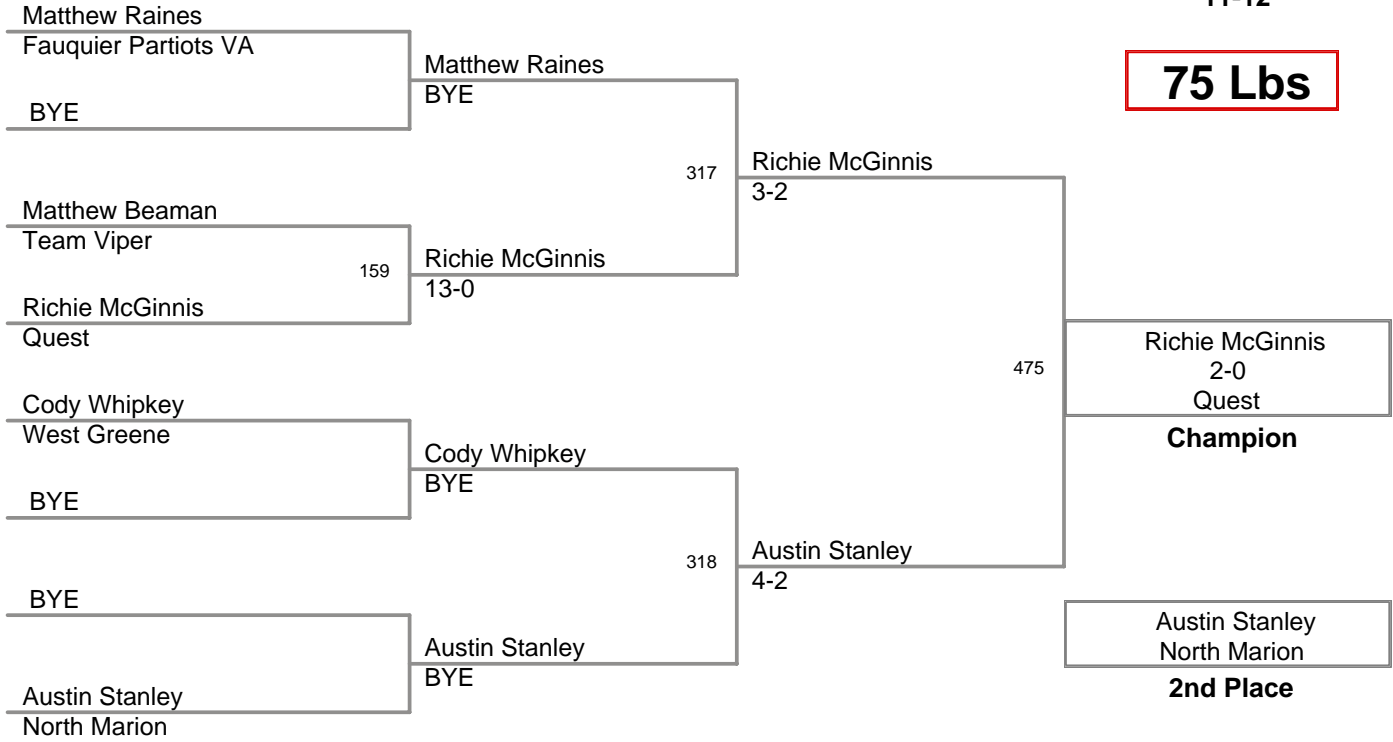 11-12
75 Lbs
Matthew Raines
Fauquier Partiots VA
BYE
Matthew Beaman
Team Viper
159
Richie McGinnis
Quest
Cody Whipkey
West Greene
BYE
BYE
Austin Stanley
North Marion
Matthew Raines
BYE
317
Richie McGinnis
13-0
Cody Whipkey
BYE
318
Austin Stanley
BYE
Richie McGinnis
3-2
475
Austin Stanley
4-2
Richie McGinnis
2-0
Quest
Champion
Austin Stanley
North Marion
2nd Place